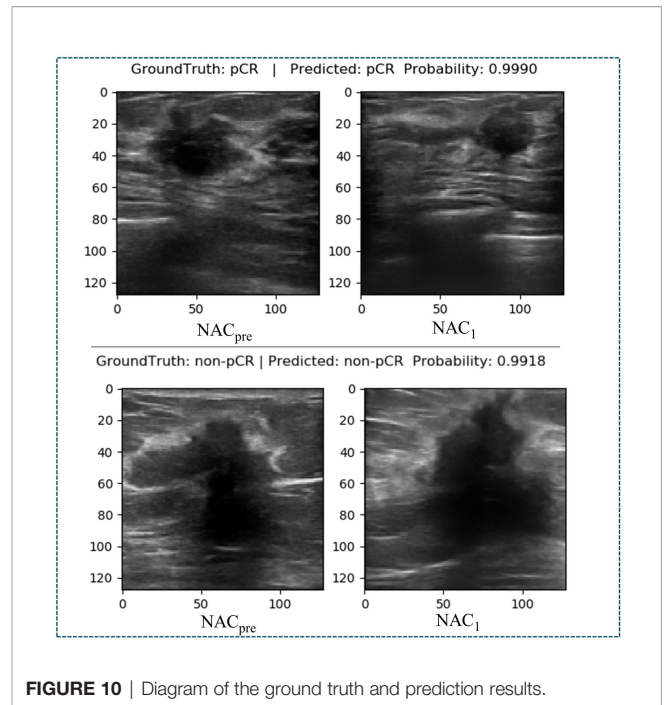 GroundTruth: pCR | Predicted: pCR Probability: 0.9990
0
20
40
60
80
100
120
0 50 100
NACpre
0
20
40
60
80
100
120
0 50 100
NAC1
GroundTruth: non-pCR | Predicted: non-pCR Probability: 0.9918
0
20
40
60
80
100
120
0 50 100
NACpre
0
20
40
60
80
100
120
0 50 100
NAC1
FIGURE 10 | Diagram of the ground truth and prediction results.